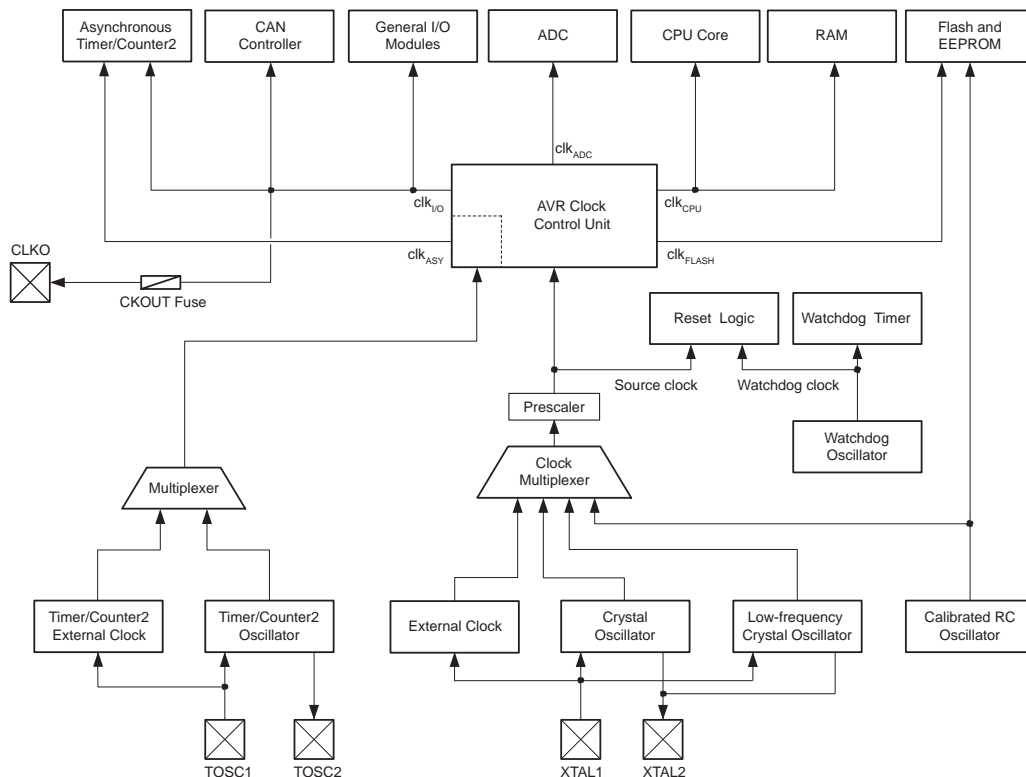 Asynchronous
Timer/Counter2
CAN
Controller
General I/O
Modules
ADC
CPU Core
RAM
Flash and
EEPROM
clkADC
clkI/O
AVR Clock
Control Unit
clkCPU
clkASY
clkFLASH
CLKO
CKOUT Fuse
Reset Logic
Watchdog Timer
Source clock
Watchdog clock
Prescaler
Watchdog
Oscillator
Clock
Multiplexer
Multiplexer
Timer/Counter2
External Clock
Timer/Counter2
Oscillator
External Clock
Crystal
Oscillator
Low-frequency
Crystal Oscillator
Calibrated RC
Oscillator
TOSC1
TOSC2
XTAL1
XTAL2